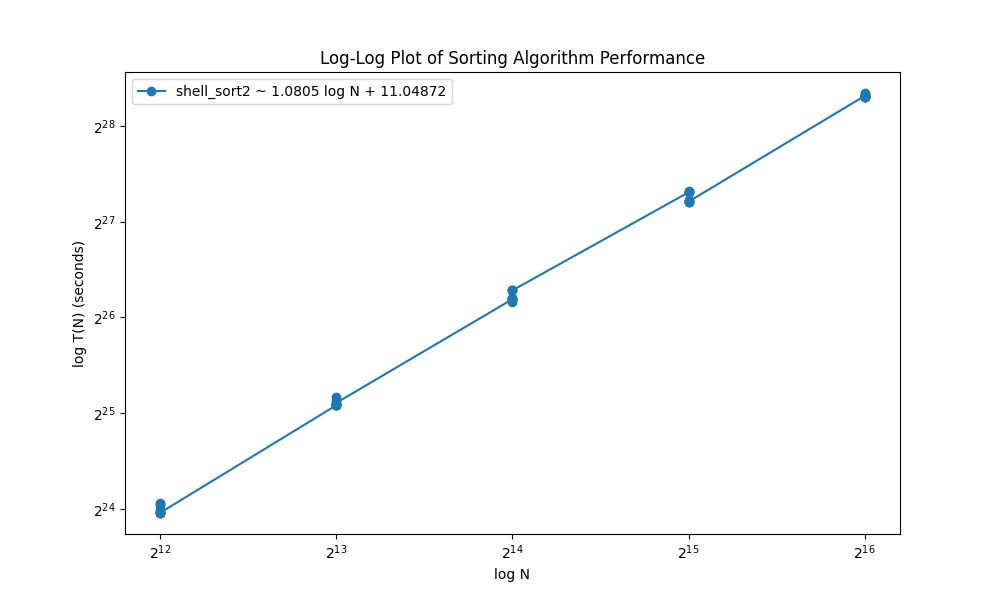 Log-Log Plot of Sorting Algorithm Performance
shell_sort2 ~ 1.0805 log N + 11.04872
log T(N) (seconds)
2^28
2^27
2^26
2^25
2^24
2^12 2^13 2^14 2^15 2^16
log N